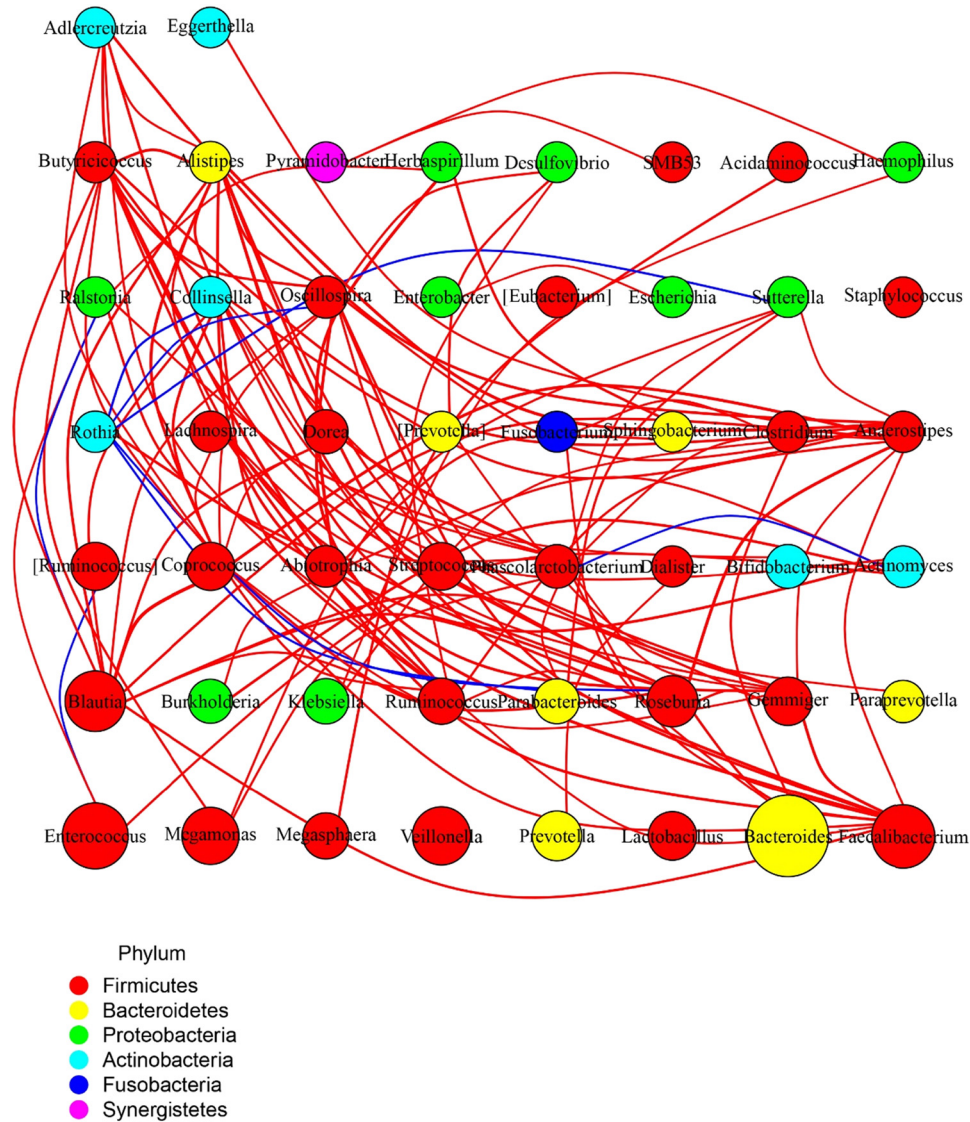 Adlercreutzia Eggerthella
Butyricicoccus Alistipes Pyramidobacter Herbaspirillum Desulfovibrio SMB53 Acidaminococcus Haemophilus
Ralstonia Collinsella Oscillospira Enterobacter [Eubacterium] Escherichia Sutterella Staphylococcus
Rothia Lachnospira Dorea [Prevotella] Fusobacterium Sphingobacterium Clostridium Anaerostipes
[Ruminococcus] Coprococcus Abiotrophia Streptococcus Phascolarctobacterium Dialister Bifidobacterium Actinomyces
Blautia Burkholderia Klebsiella Ruminococcus Parabacteroides Roseburia Gemmiger Paraprevotella
Enterococcus Megamonas Megasphaera Veillonella Prevotella Lactobacillus Bacteroides Faecalibacterium
Phylum
Firmicutes
Bacteroidetes
Proteobacteria
Actinobacteria
Fusobacteria
Synergistetes